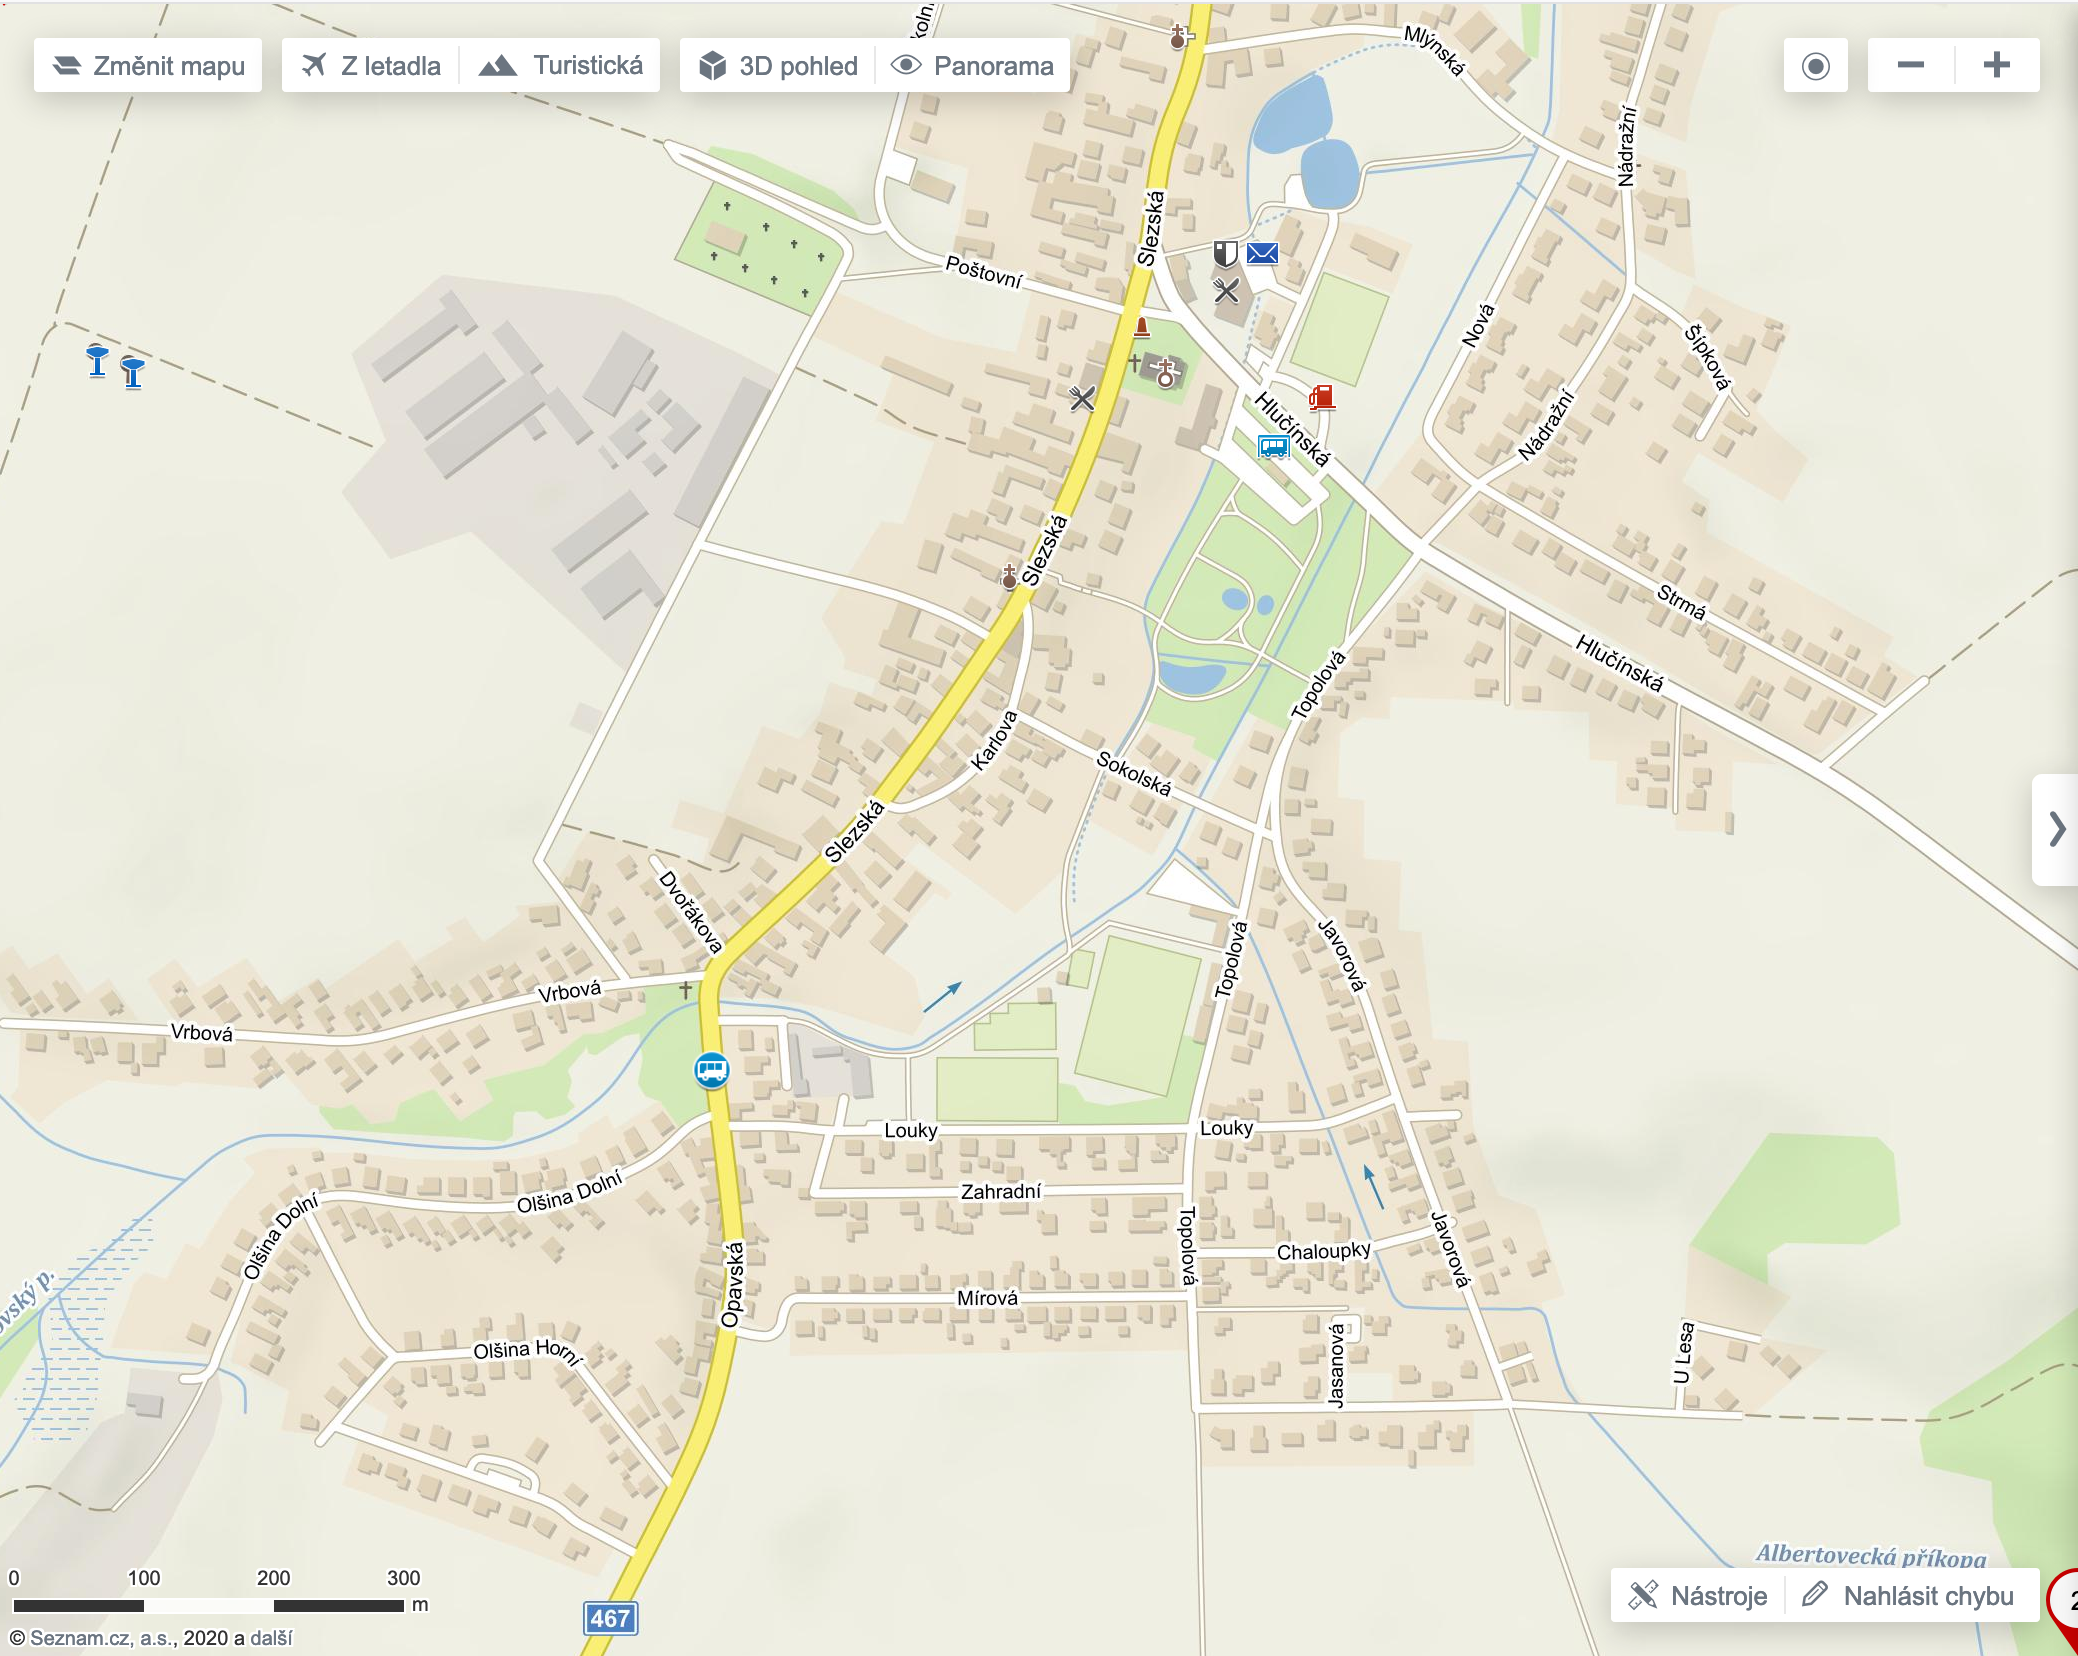 Změnit mapu
Z letadla
Turistická
3D pohled
Panorama
Mlýnská
Nádražní
Slezská
Poštovní
Nová
Šípková
Hlučínská
Nádražní
Slezská
Strmá
Hlučínská
Topolová
Karlova
Sokolská
Slezská
Dvořákova
Javorová
Topolová
Vrbová
Vrbová
Louky
Louky
Olšina Dolní
Zahradní
Olšina Dolní
Topolová
Javorová
Chaloupky
Opavská
Mírová
Olšina Horní
Jasanová
U Lesa
Albertovecká příkopa
0 100 200 300 m
467
Nástroje
Nahlásit chybu
© Seznam.cz, a.s., 2020 a další